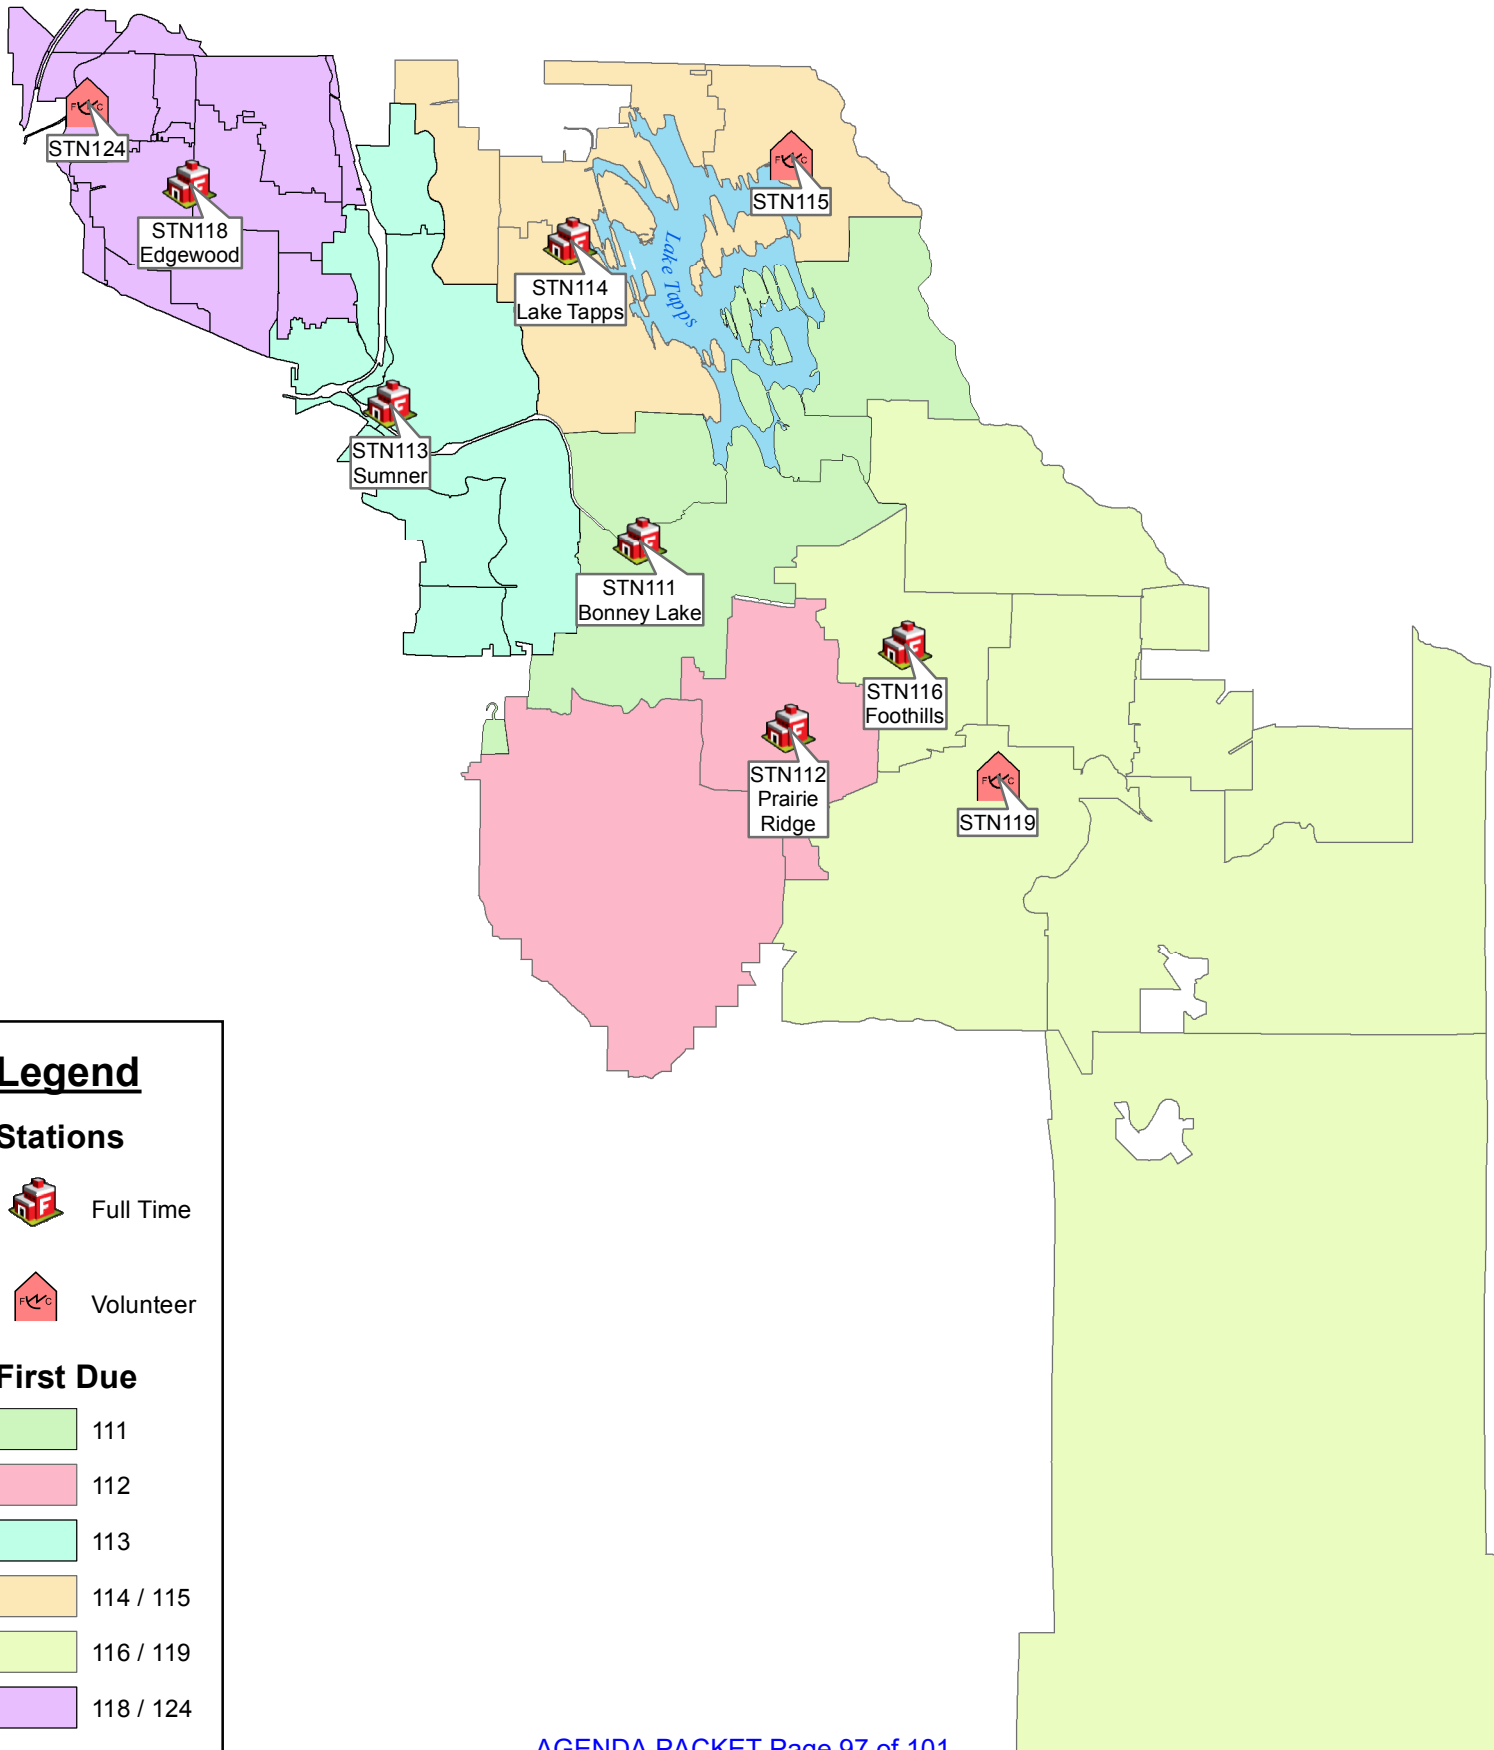 STN124
STN118
Edgewood
STN115
STN114
Lake Tapps
Lake Tapps
STN113
Sumner
STN111
Bonney Lake
STN116
Foothills
STN112
Prairie
Ridge
STN119
Legend
Stations
Full Time
Volunteer
First Due
111
112
113
114 / 115
116 / 119
118 / 124
AGENDA PACKET Page 97 of 101